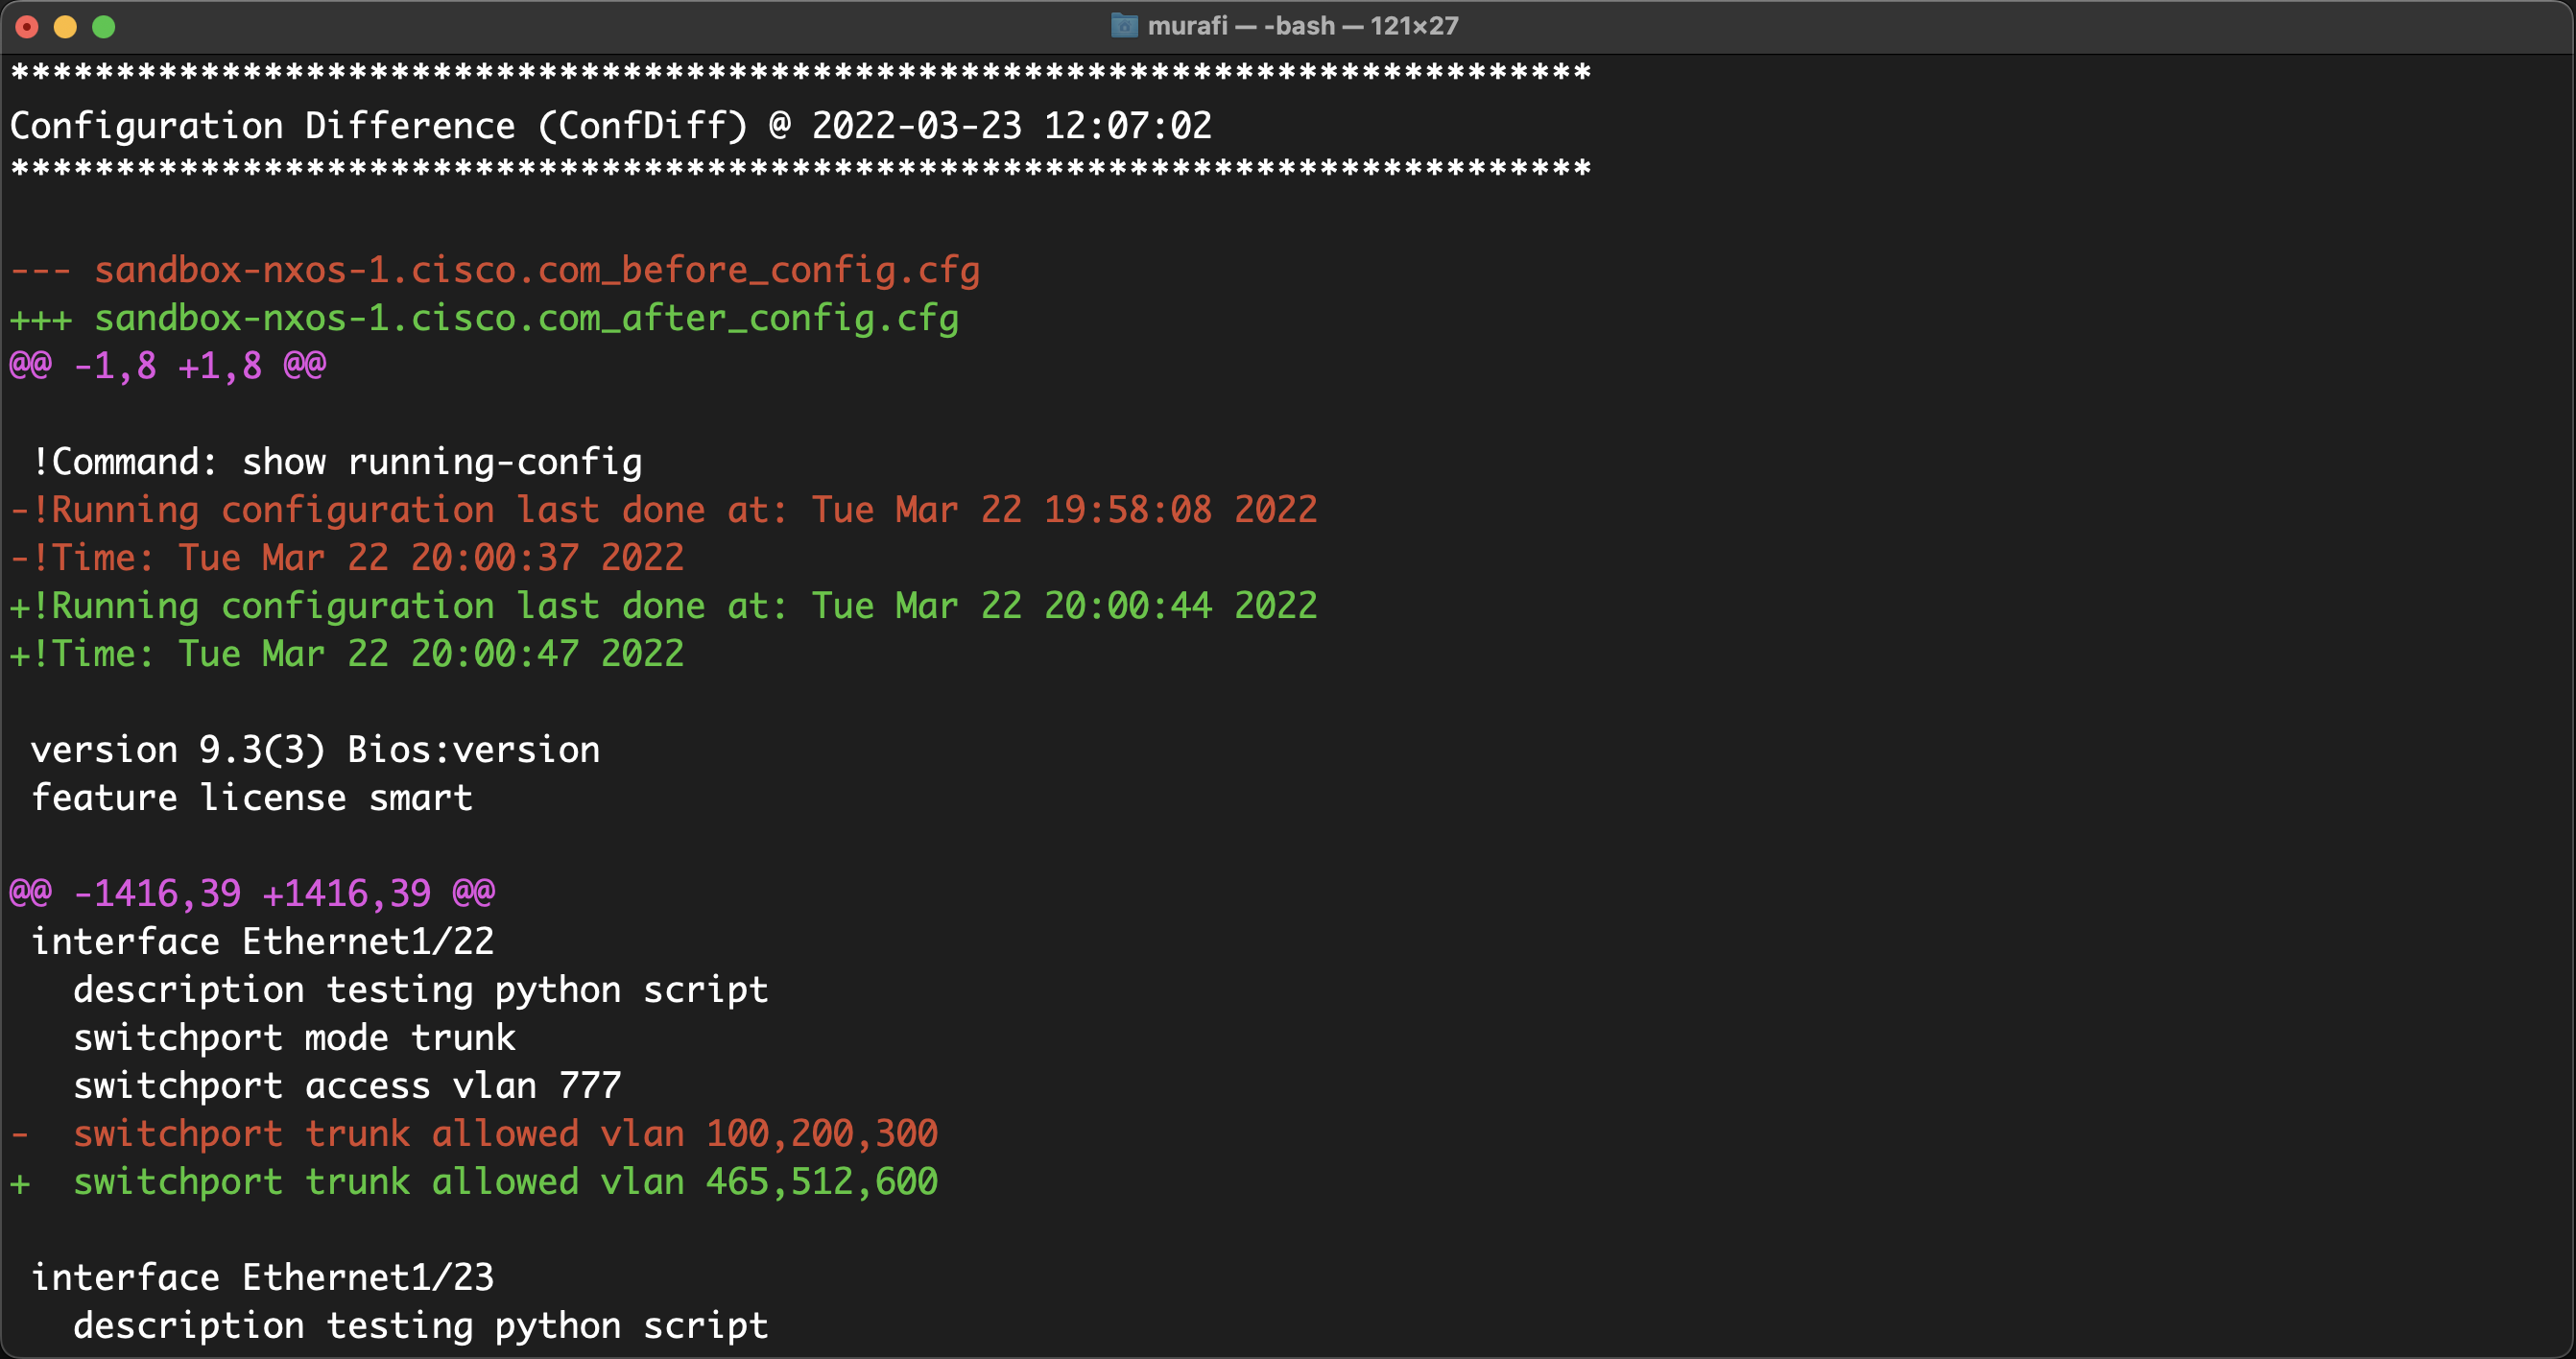 murafi — -bash — 121×27
***************************************************************************
Configuration Difference (ConfDiff) @ 2022-03-23 12:07:02
***************************************************************************
--- sandbox-nxos-1.cisco.com_before_config.cfg
+++ sandbox-nxos-1.cisco.com_after_config.cfg
@@ -1,8 +1,8 @@
 !Command: show running-config
-!Running configuration last done at: Tue Mar 22 19:58:08 2022
-!Time: Tue Mar 22 20:00:37 2022
+!Running configuration last done at: Tue Mar 22 20:00:44 2022
+!Time: Tue Mar 22 20:00:47 2022
 version 9.3(3) Bios:version
 feature license smart
@@ -1416,39 +1416,39 @@
 interface Ethernet1/22
   description testing python script
   switchport mode trunk
   switchport access vlan 777
-  switchport trunk allowed vlan 100,200,300
+  switchport trunk allowed vlan 465,512,600
 interface Ethernet1/23
   description testing python script